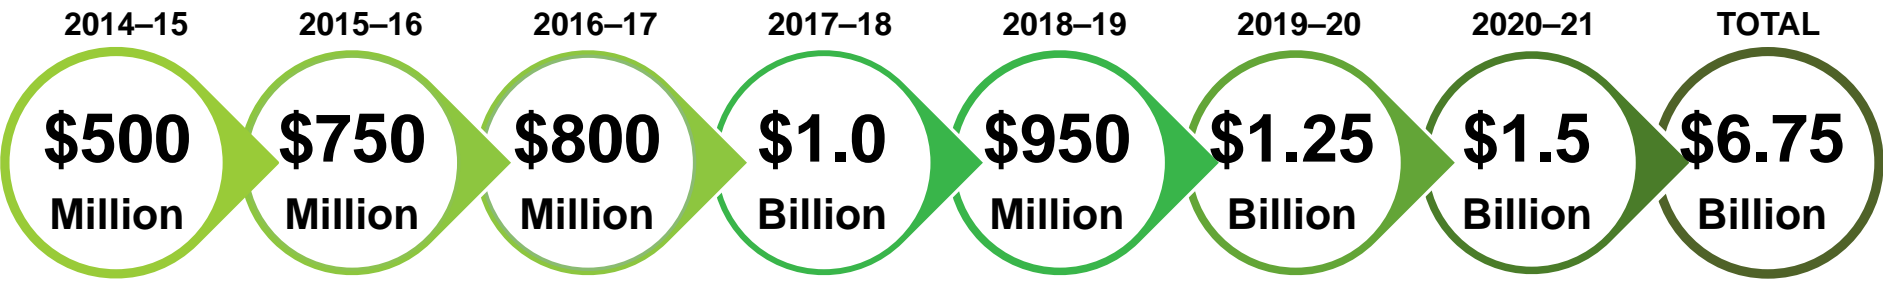 2014–15 2015–16 2016–17 2017–18 2018–19 2019–20 2020–21 TOTAL
$500 $750 $800 $1.0 $950 $1.25 $1.5 $6.75
Million Million Million Billion Million Billion Billion Billion